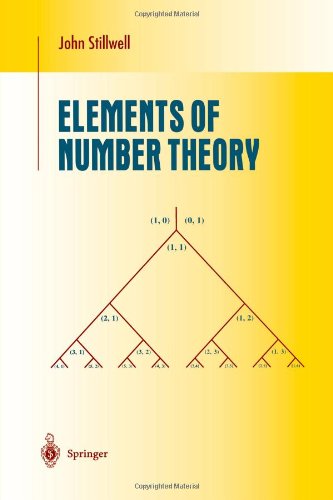 John Stillwell
ELEMENTS OF
NUMBER THEORY
(1, 0) (0, 1)
(1, 1)
(2, 1) (1, 2)
(3, 1) (3, 2) (2, 3) (1, 3)
Springer